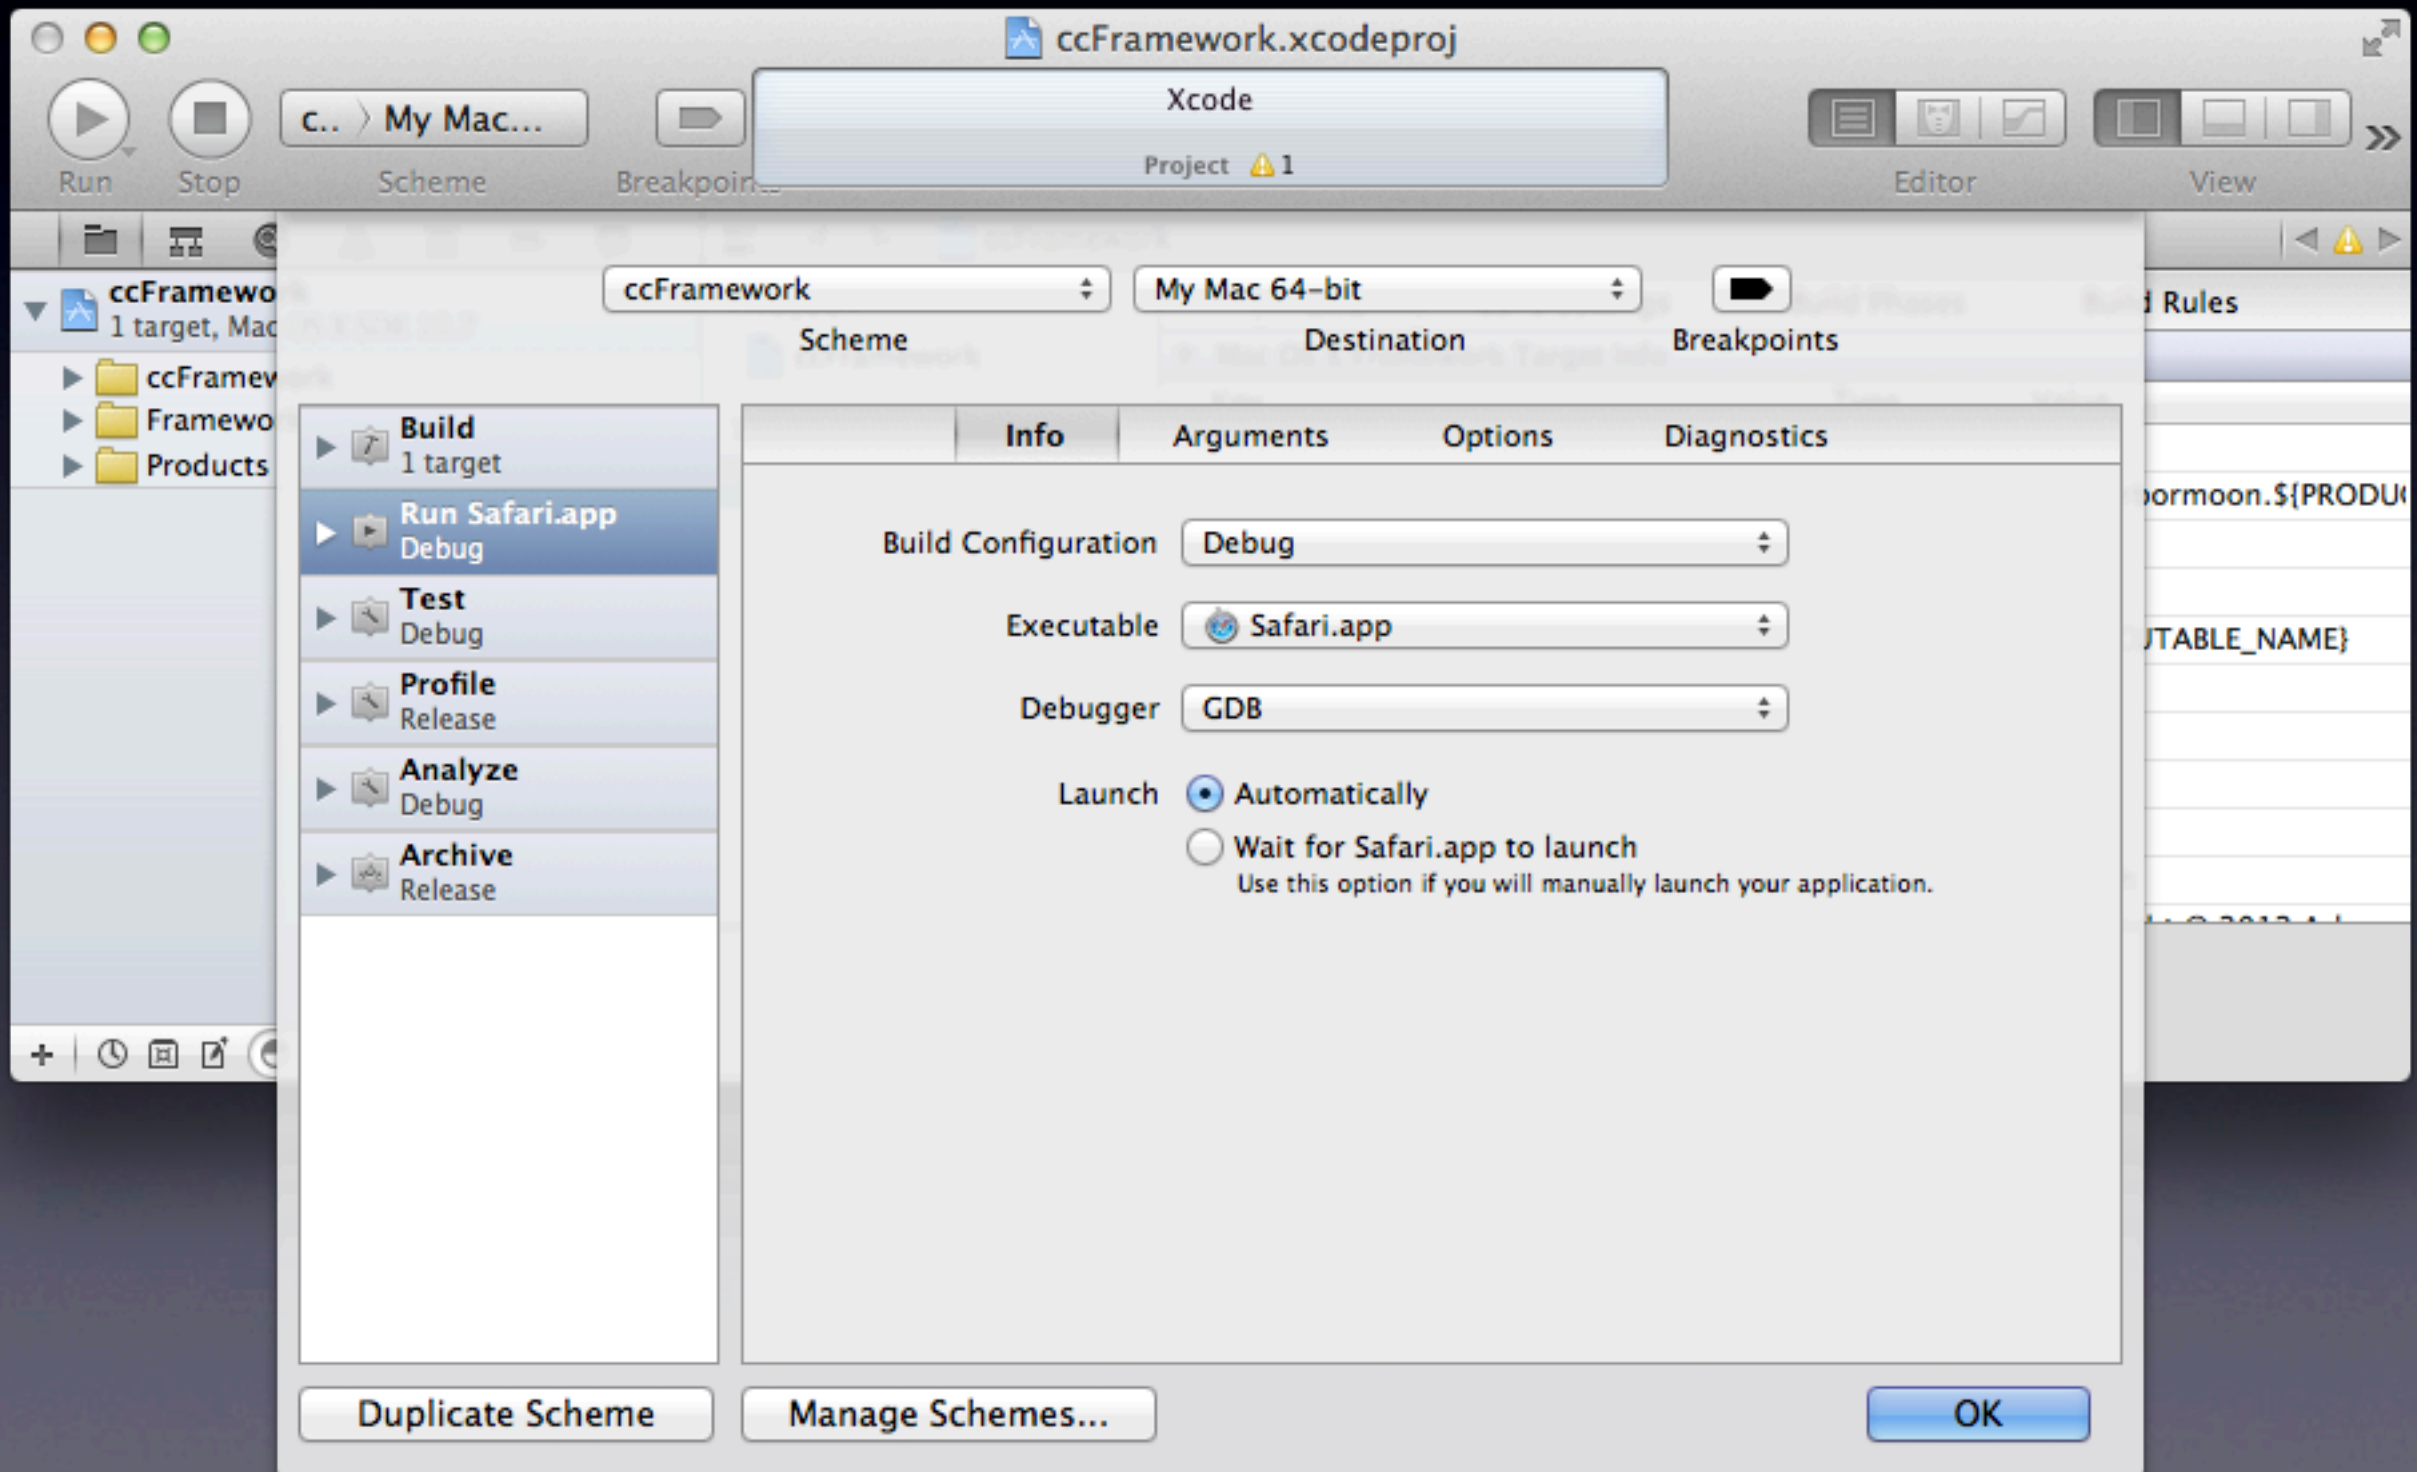 ccFramework.xcodeproj
Xcode
c.. My Mac...
Project 1
Run Stop Scheme Editor View
ccFramework
My Mac 64-bit
Scheme Destination Breakpoints
1 target, Mac
Rules
Products
Build
1 target
Run Safari.app
Debug
Test
Debug
Profile
Release
Analyze
Debug
Archive
Release
Info Arguments Options Diagnostics
Build Configuration Debug
Executable Safari.app
Debugger GDB
Launch Automatically
Wait for Safari.app to launch
Use this option if you will manually launch your application.
ormoon.${PRODU
UTABLE_NAME}
Duplicate Scheme Manage Schemes... OK